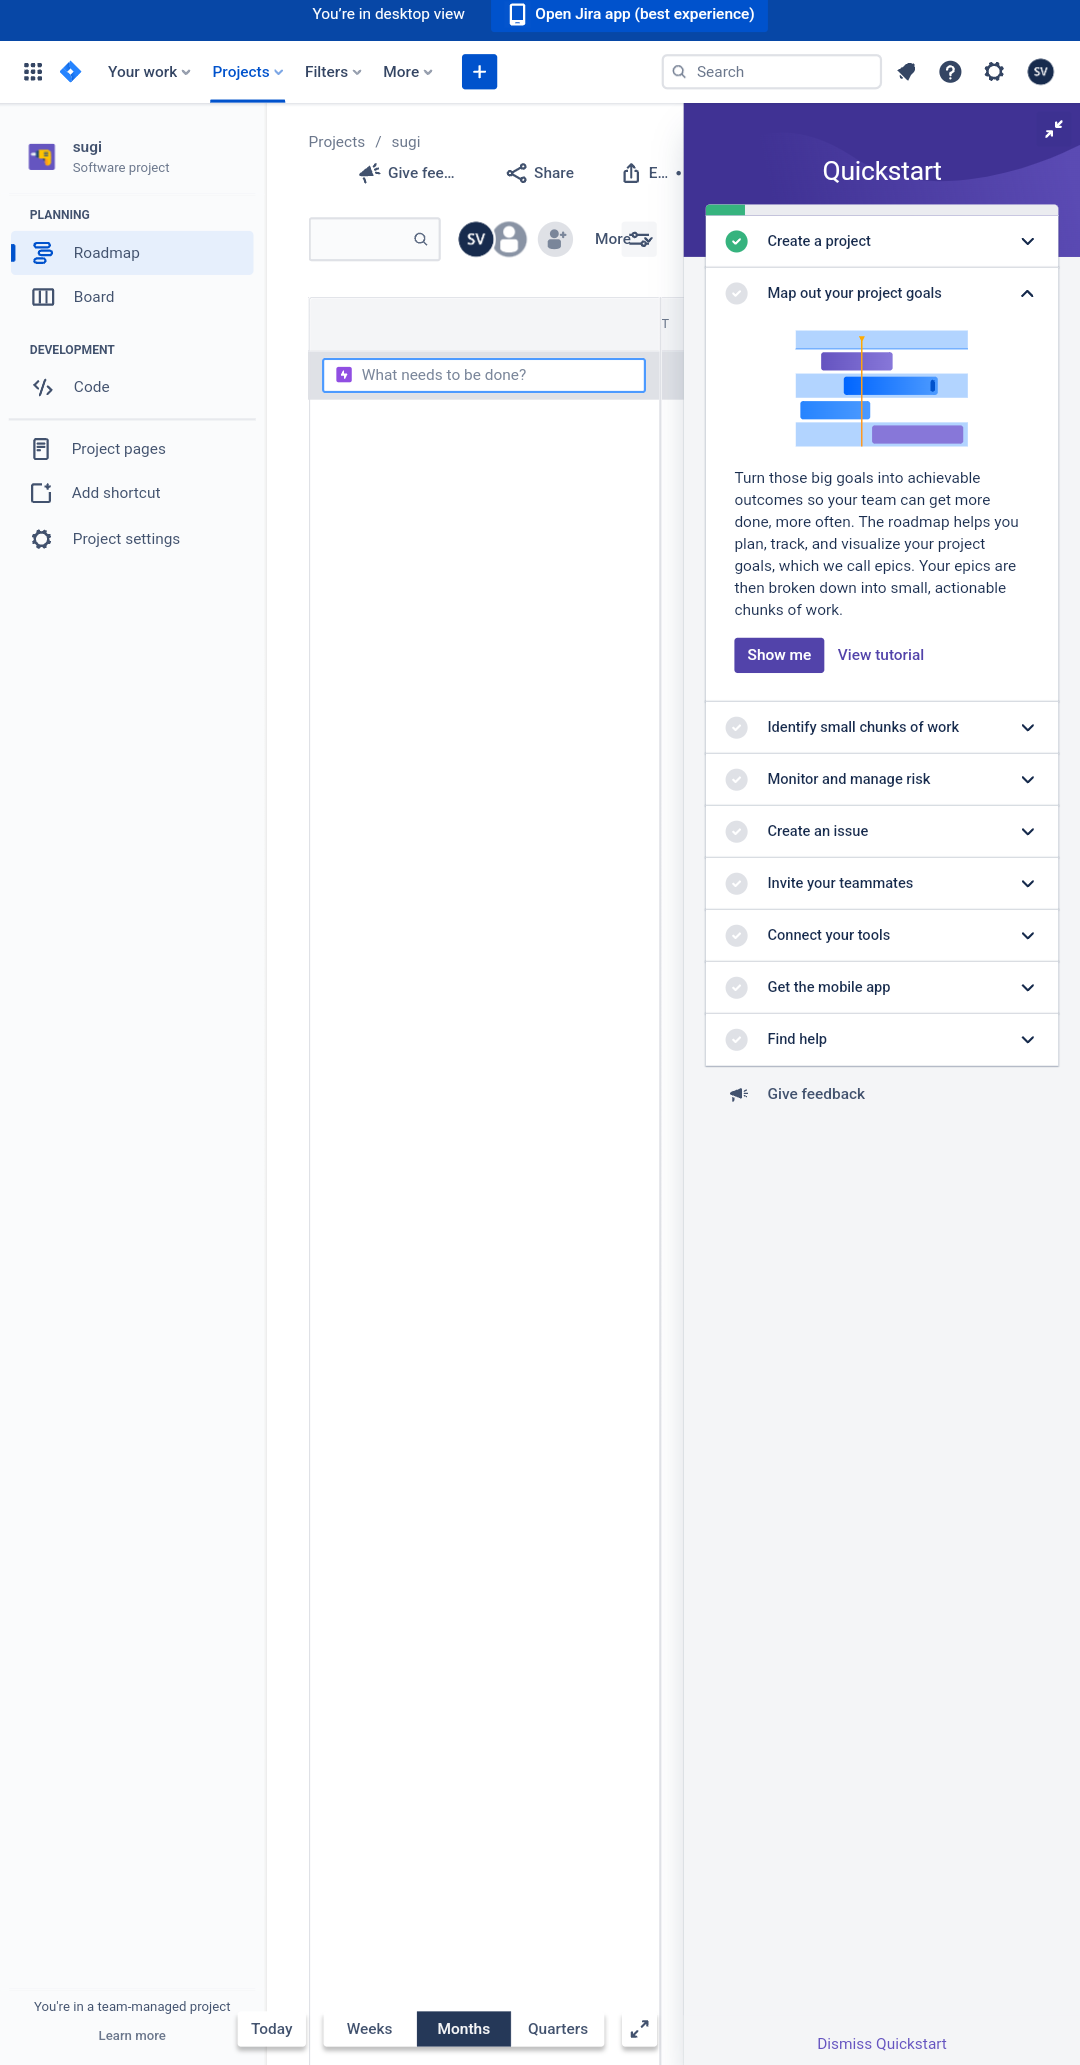 You're in desktop view
Open Jira app (best experience)
Your work
Projects
Filters
More
Search
SV
sugi
Software project
PLANNING
Roadmap
Board
DEVELOPMENT
Code
Project pages
Add shortcut
Project settings
You're in a team-managed project
Learn more
Projects / sugi
Give fee...
Share
E...
SV
More
T
What needs to be done?
Today
Weeks
Months
Quarters
Quickstart
Create a project
Map out your project goals
Turn those big goals into achievable
outcomes so your team can get more
done, more often. The roadmap helps you
plan, track, and visualize your project
goals, which we call epics. Your epics are
then broken down into small, actionable
chunks of work.
Show me
View tutorial
Identify small chunks of work
Monitor and manage risk
Create an issue
Invite your teammates
Connect your tools
Get the mobile app
Find help
Give feedback
Dismiss Quickstart